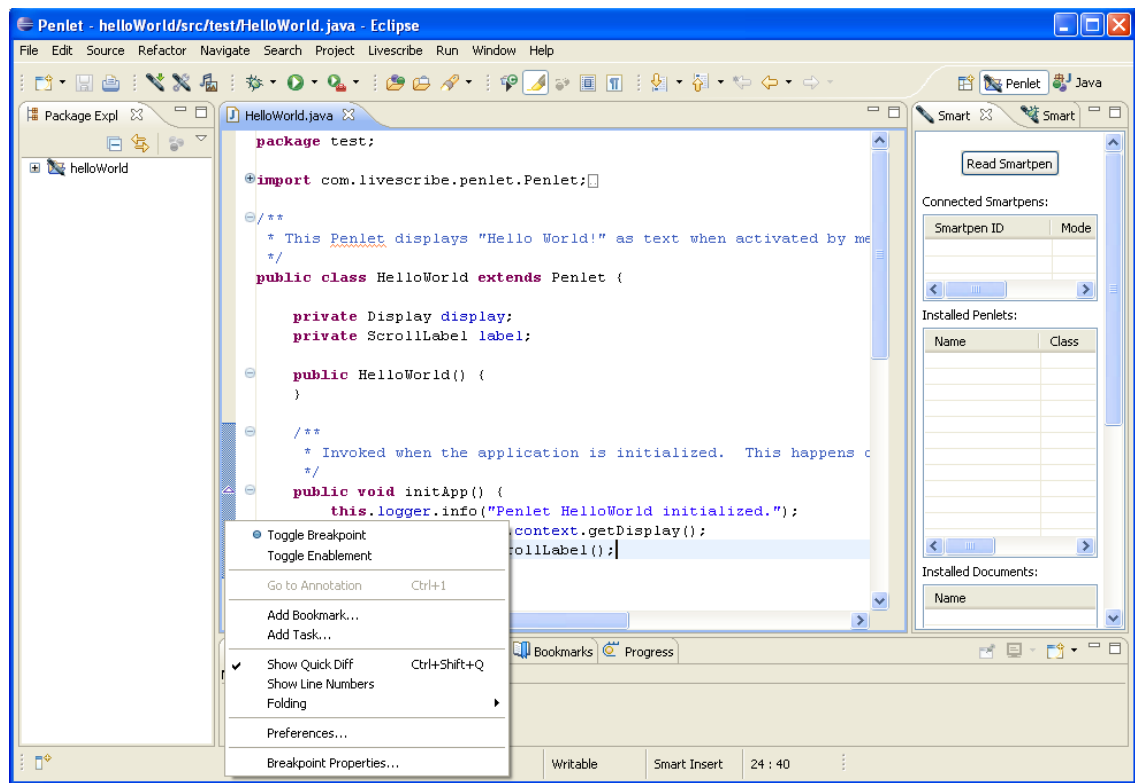 Penlet - helloWorld/src/test/HelloWorld.java - Eclipse
File Edit Source Refactor Navigate Search Project Livescribe Run Window Help
Penlet Java
Package Expl
helloWorld
HelloWorld.java
package test;
import com.livescribe.penlet.Penlet;
/**
* This Penlet displays "Hello World!" as text when activated by me
*/
public class HelloWorld extends Penlet {
private Display display;
private ScrollLabel label;
public HelloWorld() {
}
/**
* Invoked when the application is initialized. This happens o
*/
public void initApp() {
this.logger.info("Penlet HelloWorld initialized.");
.context.getDisplay();
rollLabel();
Toggle Breakpoint
Toggle Enablement
Go to Annotation Ctrl+1
Add Bookmark...
Add Task...
Show Quick Diff Ctrl+Shift+Q
Show Line Numbers
Folding
Preferences...
Breakpoint Properties...
Smart Smart
Read Smartpen
Connected Smartpens:
Smartpen ID Mode
Installed Penlets:
Name Class
Installed Documents:
Name
Bookmarks Progress
Writable Smart Insert 24 : 40